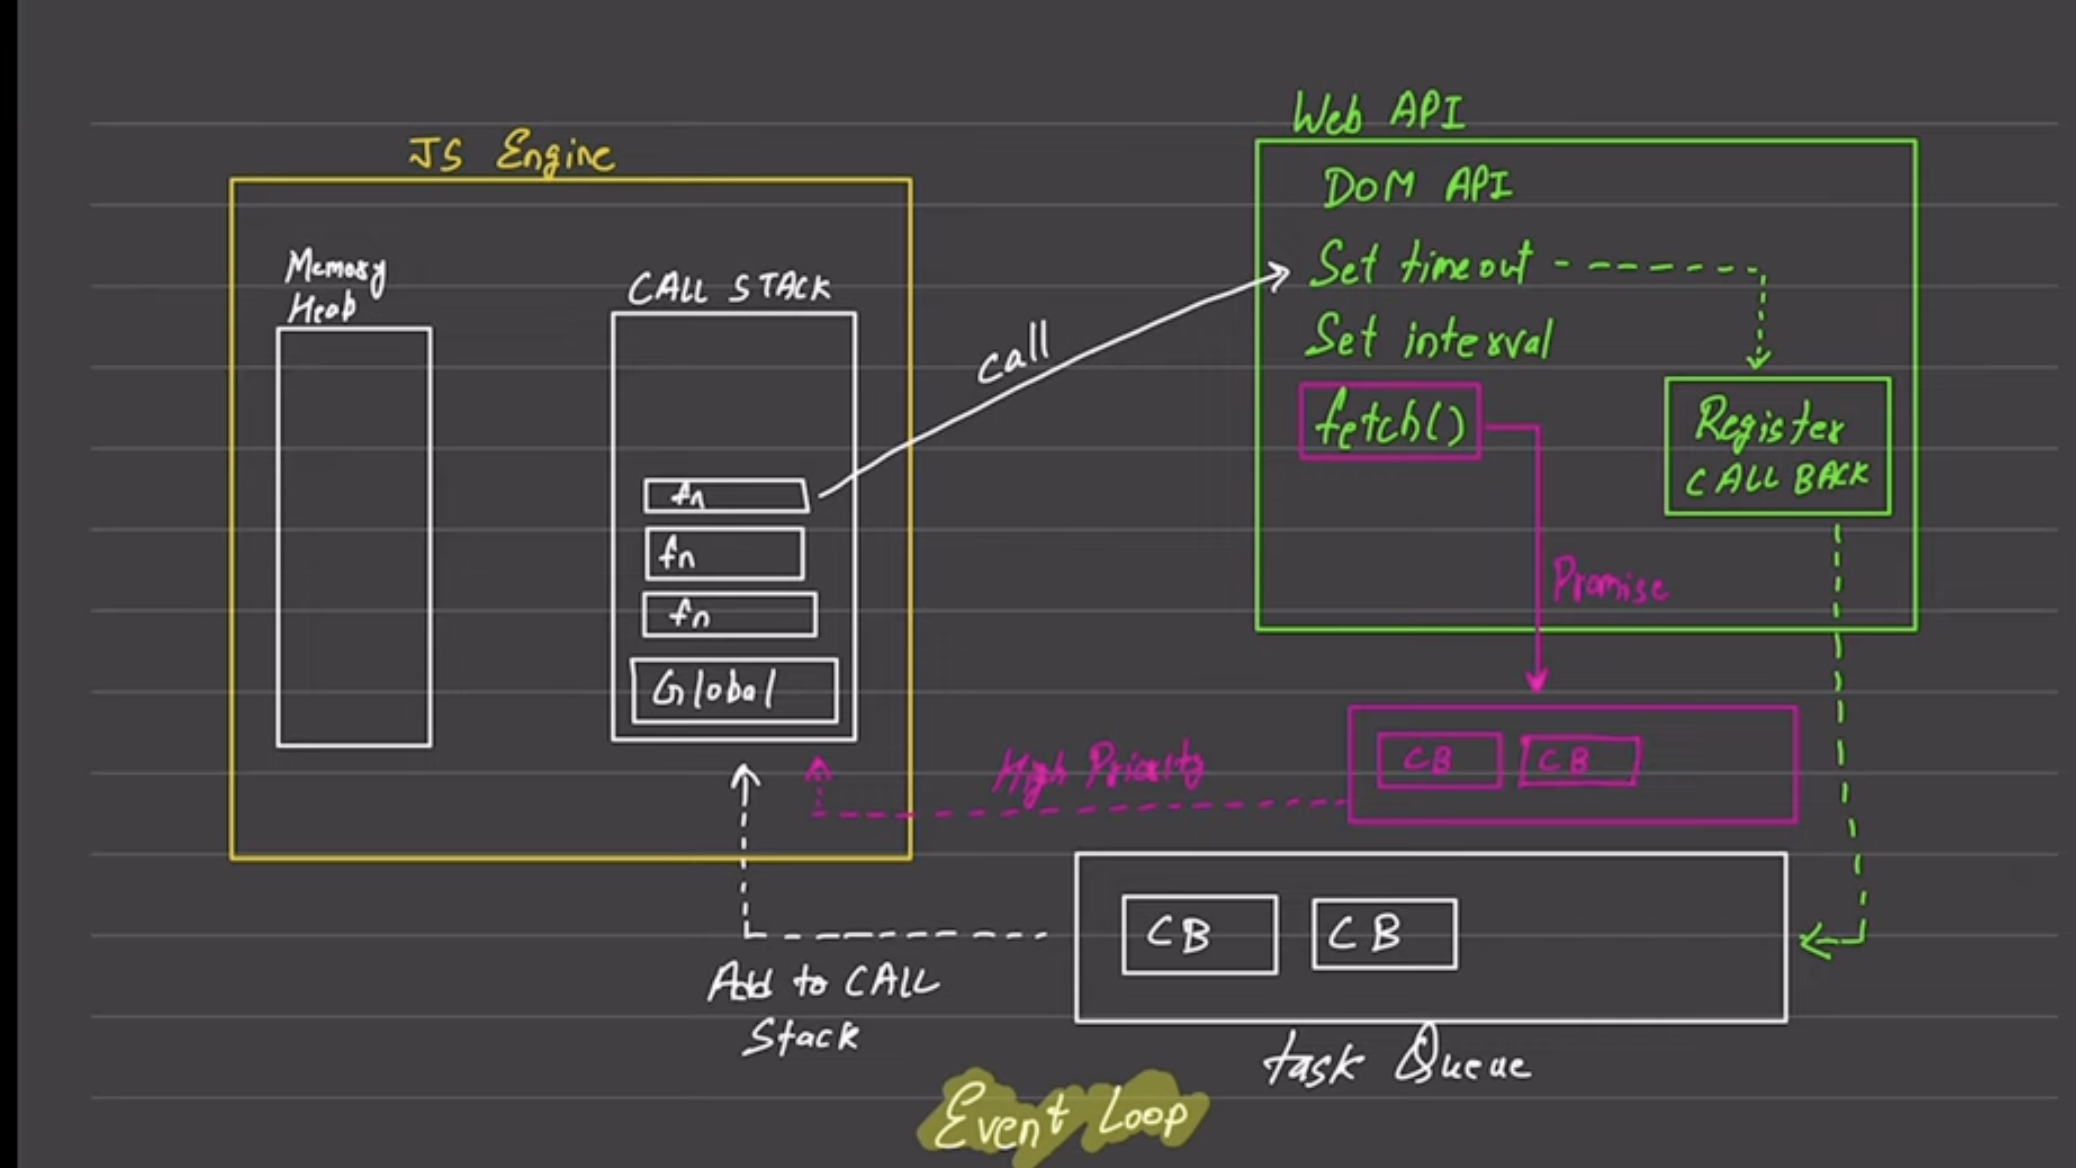 Web API
JS Engine
DOM API
Memory
Heap
CALL STACK
Set timeout
call
Set interval
fetch()
Register
CALL BACK
fn
fn
fn
Global
Promise
High Priority
CB CB
CB CB
Add to CALL
Stack
task Queue
Event Loop